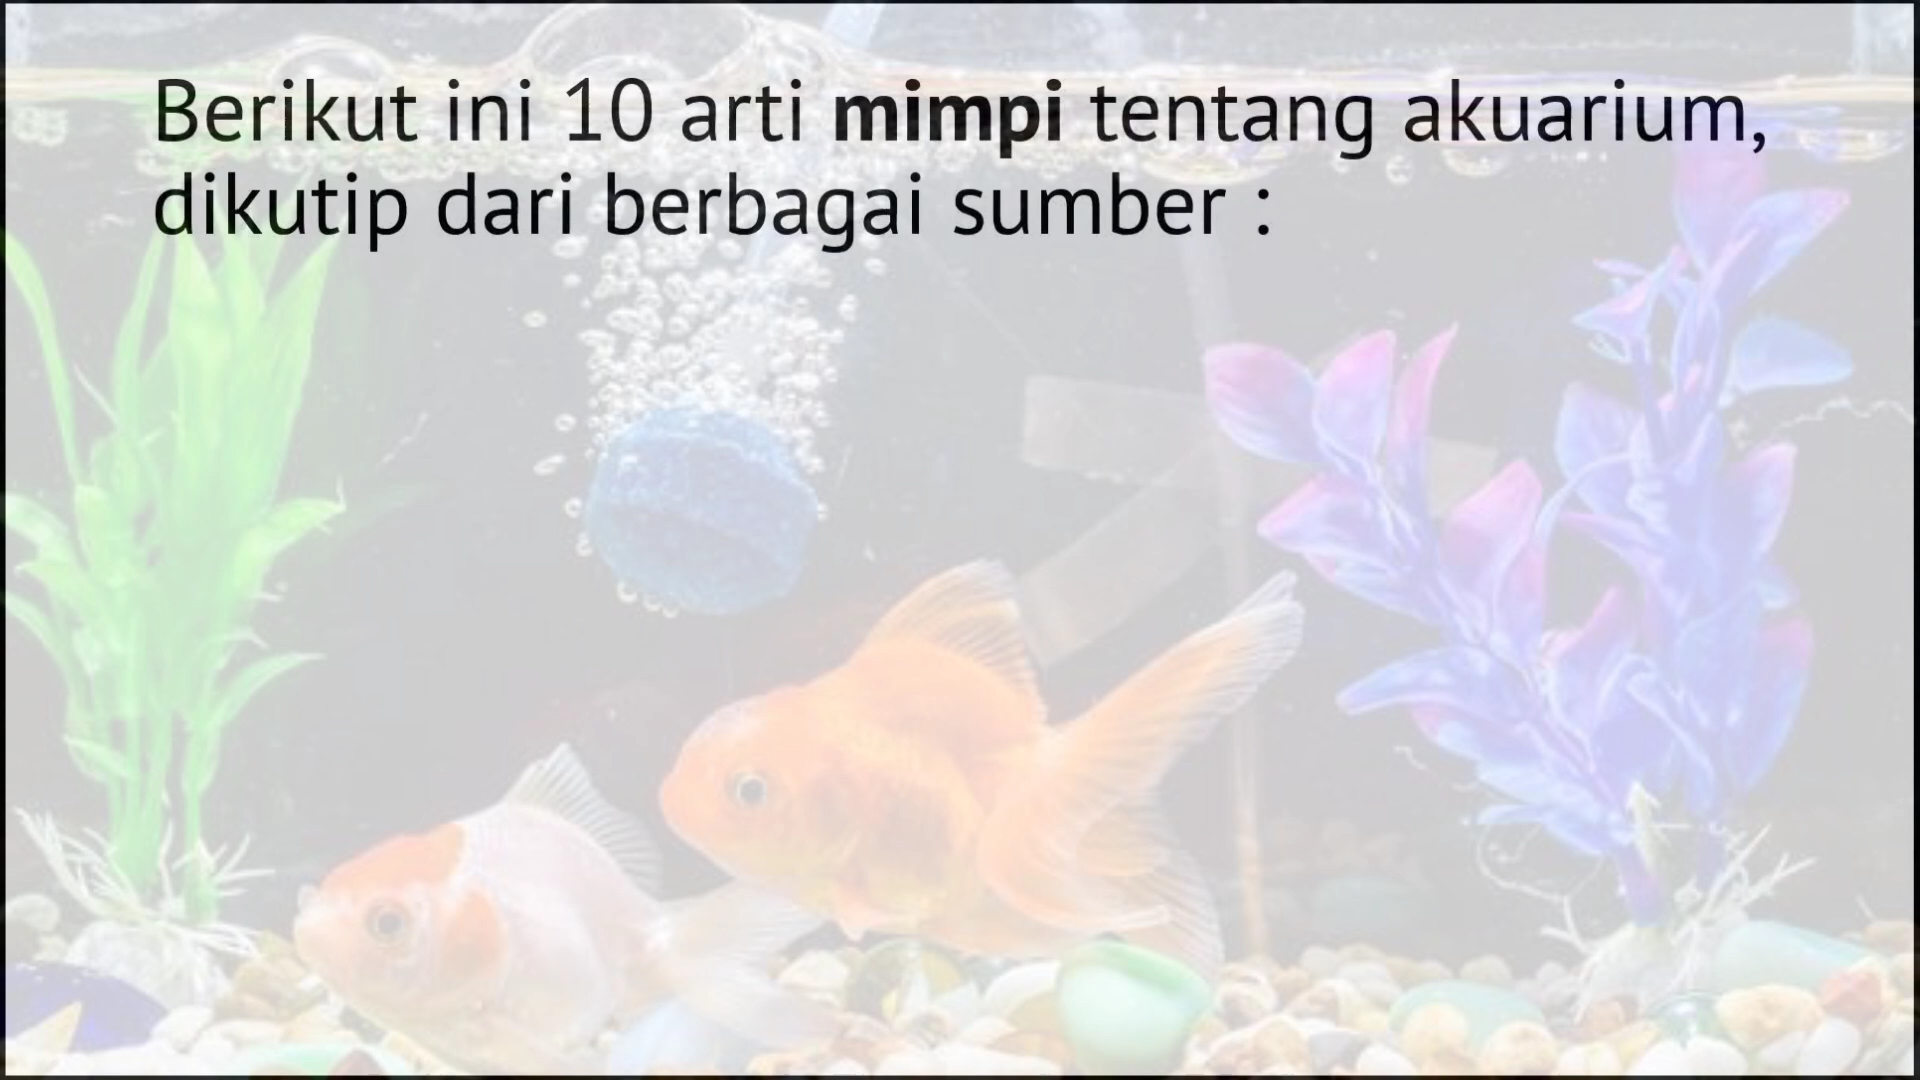 Berikut ini 10 arti mimpi tentang akuarium,
dikutip dari berbagai sumber :